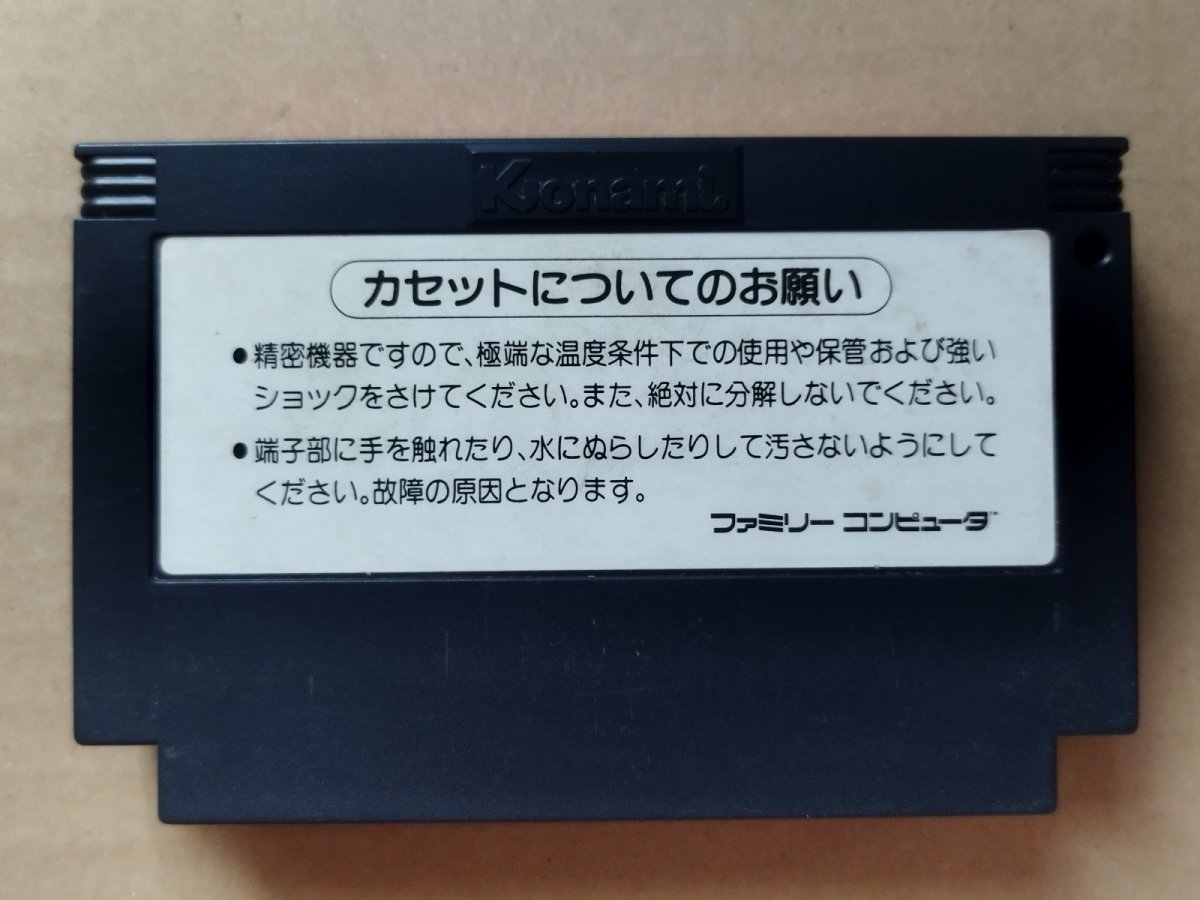 Konami®
カセットについてのお願い
●精密機器ですので、極端な温度条件下での使用や保管および強い
ショックをさけてください。また、絶対に分解しないでください。
●端子部に手を触れたり、水にぬらしたりして汚さないようにして
ください。故障の原因となります。
ファミリー コンピュータ™